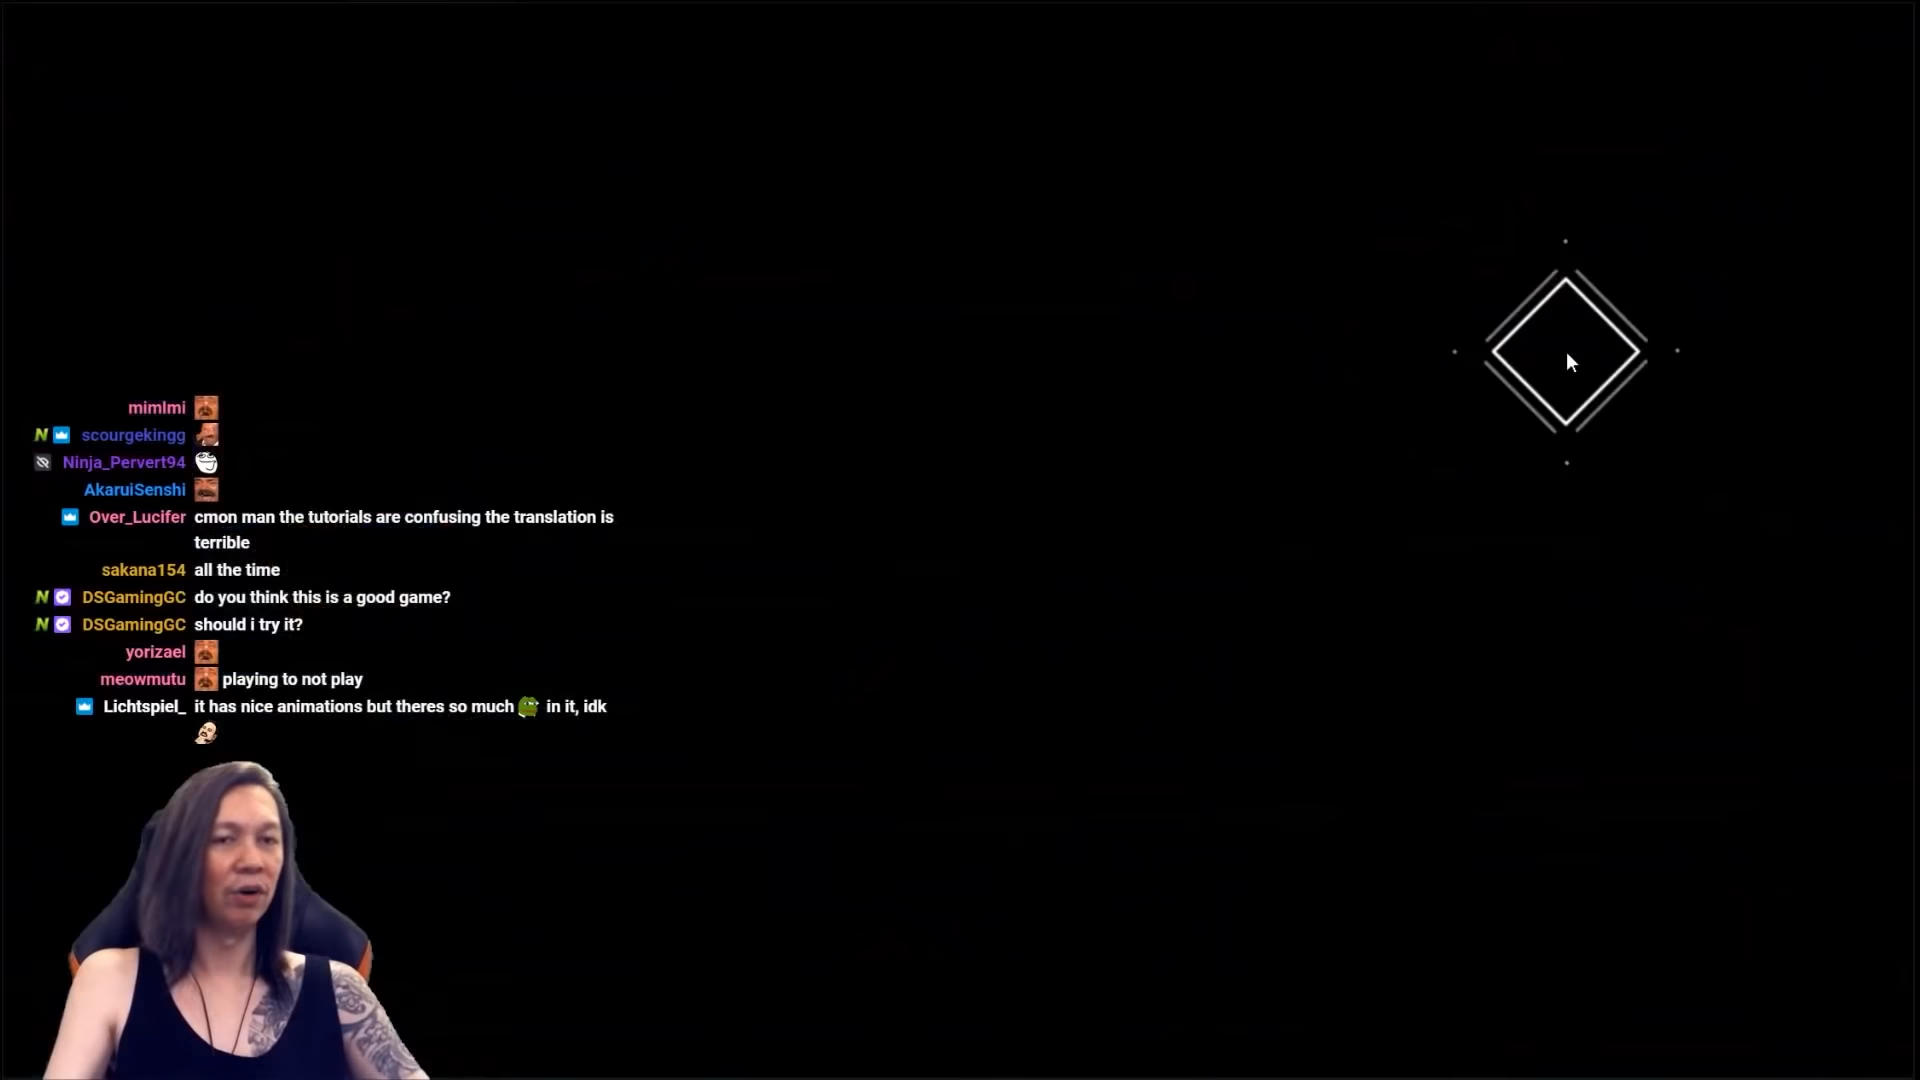 mimlmi
scourgekingg
Ninja_Pervert94
AkaruiSenshi
Over_Lucifer cmon man the tutorials are confusing the translation is
terrible
sakana154 all the time
DSGamingGC do you think this is a good game?
DSGamingGC should i try it?
yorizael
meowmutu playing to not play
Lichtspiel_ it has nice animations but theres so much in it, idk